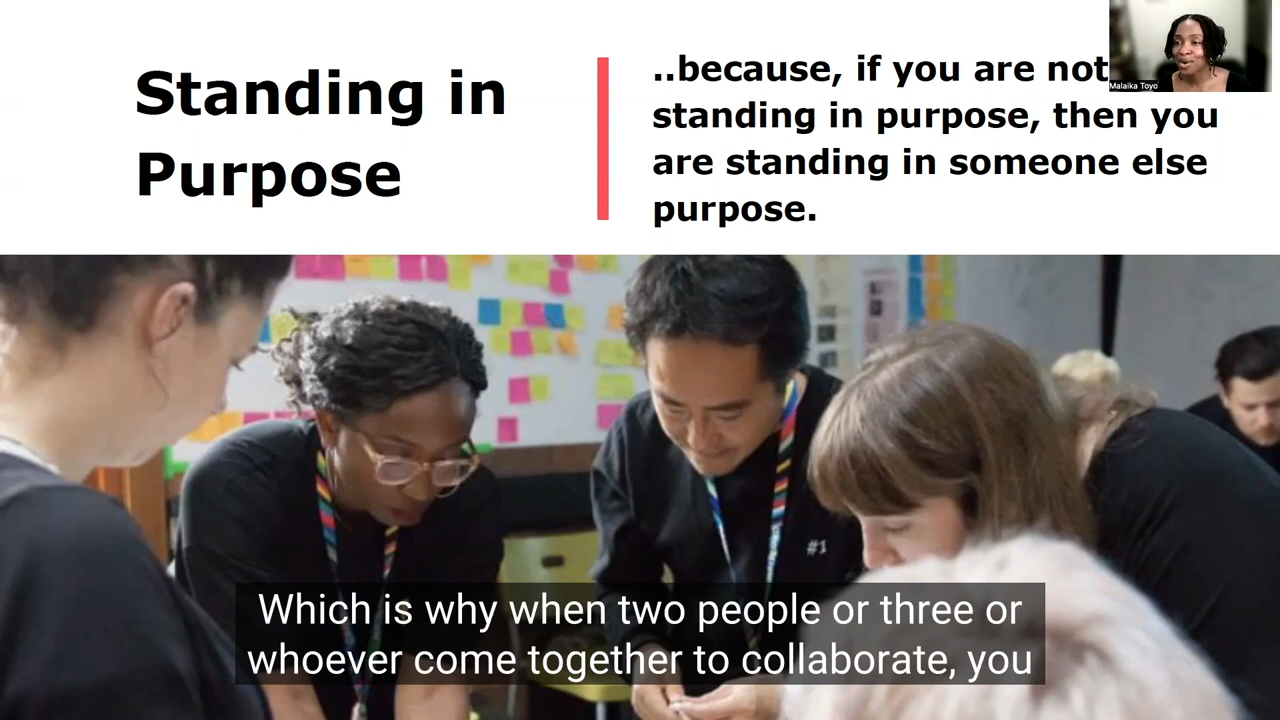 Standing in
Purpose
..because, if you are not
standing in purpose, then you
are standing in someone else
purpose.
Malaika Toyo
#1
Which is why when two people or three or
whoever come together to collaborate, you